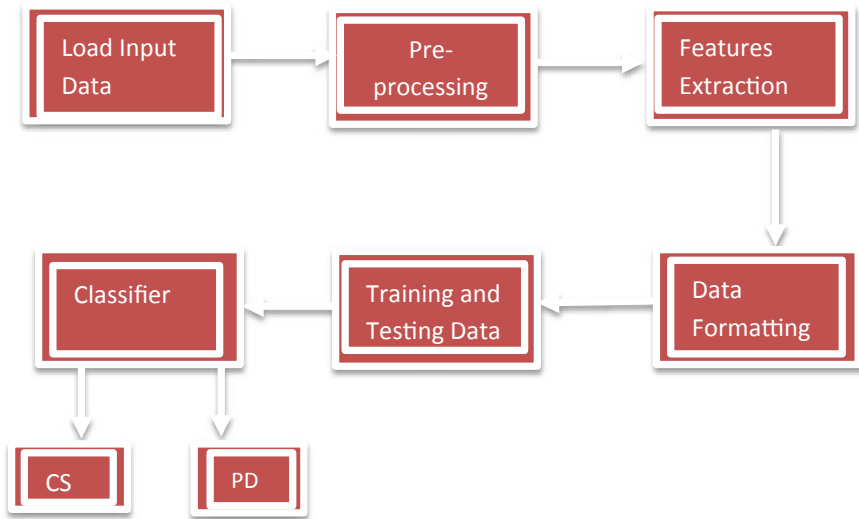 Load Input
Data
Pre-
processing
Features
Extraction
Data
Formatting
Training and
Testing Data
Classifier
CS
PD